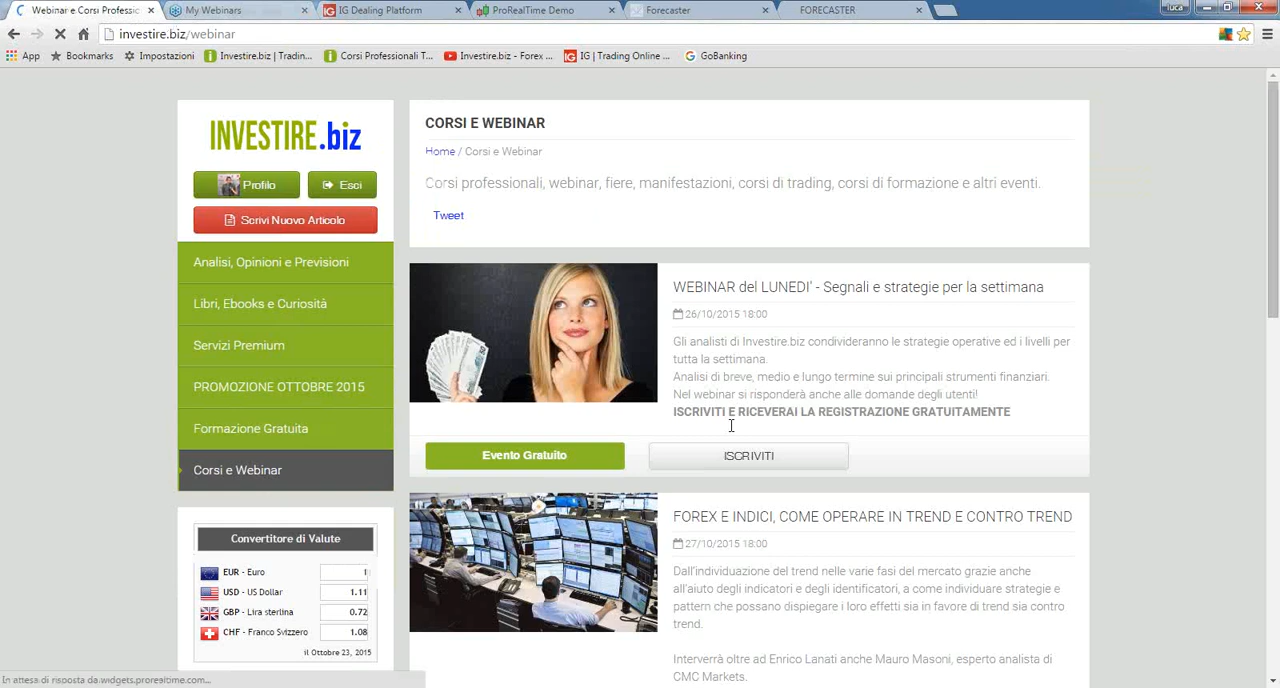 Webinar e Corsi Professic
My Webinars
IG Dealing Platform
ProRealTime Demo
Forecaster
FORECASTER
luca
investire.biz/webinar
App
Bookmarks
Impostazioni
Investire.biz | Tradin...
Corsi Professionali T...
Investire.biz - Forex ...
IG | Trading Online ...
GoBanking
INVESTIRE.biz
Profilo
Esci
Scrivi Nuovo Articolo
Analisi, Opinioni e Previsioni
Libri, Ebooks e Curiosità
Servizi Premium
PROMOZIONE OTTOBRE 2015
Formazione Gratuita
Corsi e Webinar
Convertitore di Valute
EUR - Euro 1
USD - US Dollar 1.11
GBP - Lira sterlina 0.72
CHF - Franco Svizzero 1.08
il Ottobre 23, 2015
CORSI E WEBINAR
Home / Corsi e Webinar
Corsi professionali, webinar, fiere, manifestazioni, corsi di trading, corsi di formazione e altri eventi.
Tweet
WEBINAR del LUNEDI' - Segnali e strategie per la settimana
26/10/2015 18:00
Gli analisti di Investire.biz condivideranno le strategie operative ed i livelli per
tutta la settimana.
Analisi di breve, medio e lungo termine sui principali strumenti finanziari.
Nel webinar si risponderà anche alle domande degli utenti!
ISCRIVITI E RICEVERAI LA REGISTRAZIONE GRATUITAMENTE
Evento Gratuito
ISCRIVITI
FOREX E INDICI, COME OPERARE IN TREND E CONTRO TREND
27/10/2015 18:00
Dall'individuazione del trend nelle varie fasi del mercato grazie anche
all'aiuto degli indicatori e degli identificatori, a come individuare strategie e
pattern che possano dispiegare i loro effetti sia in favore di trend sia contro
trend.
Interverrà oltre ad Enrico Lanati anche Mauro Masoni, esperto analista di
CMC Markets.
In attesa di risposta da widgets.prorealtime.com...